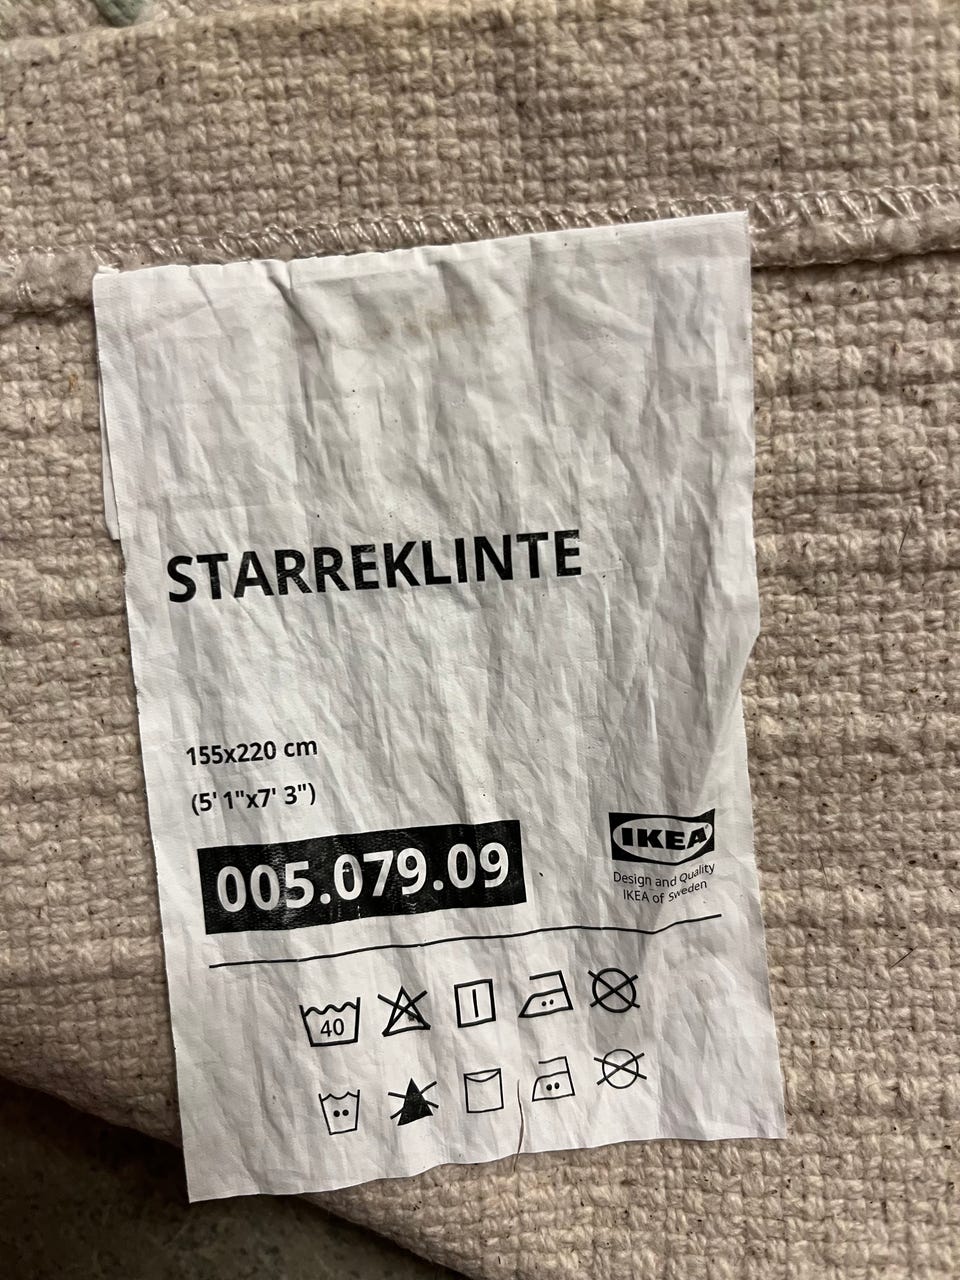 STARREKLINTE
155x220 cm
(5' 1"x7' 3")
005.079.09
IKEA®
Design and Quality
IKEA of Sweden
40